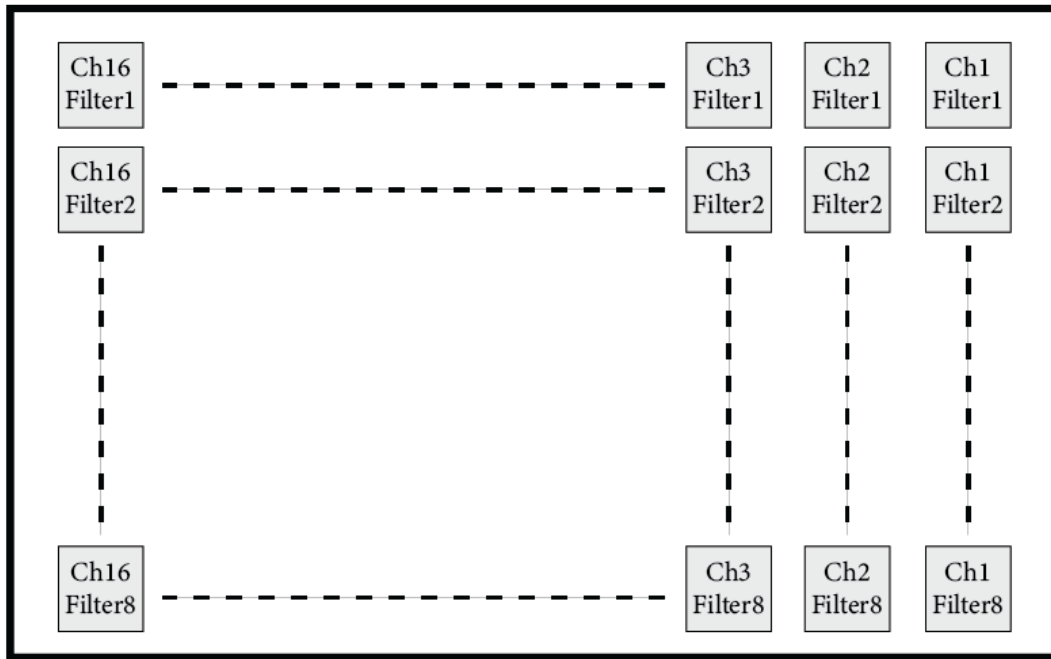 Ch16
Filter1
Ch3
Filter1
Ch2
Filter1
Ch1
Filter1
Ch16
Filter2
Ch3
Filter2
Ch2
Filter2
Ch1
Filter2
Ch16
Filter8
Ch3
Filter8
Ch2
Filter8
Ch1
Filter8